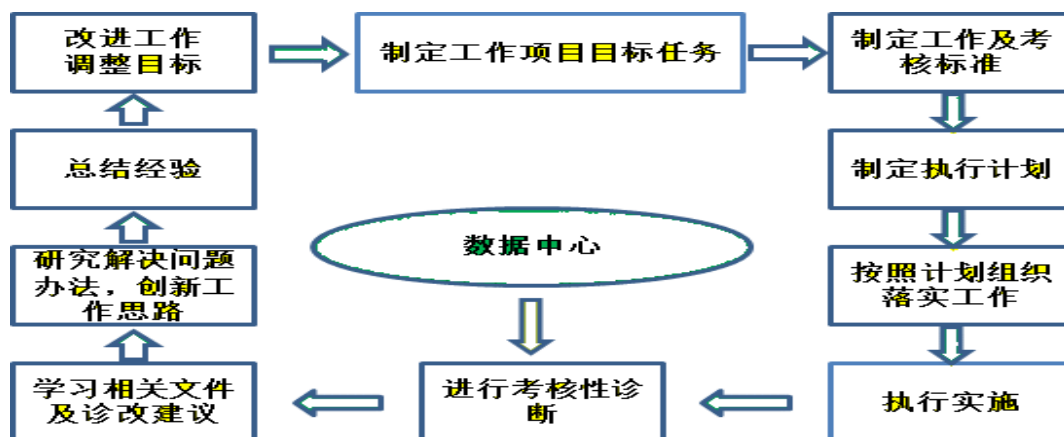 改进工作
调整目标
制定工作项目目标任务
制定工作及考
核标准
总结经验
制定执行计划
数据中心
研究解决问题
办法，创新工
作思路
按照计划组织
落实工作
学习相关文件
及诊改建议
进行考核性诊
断
执行实施